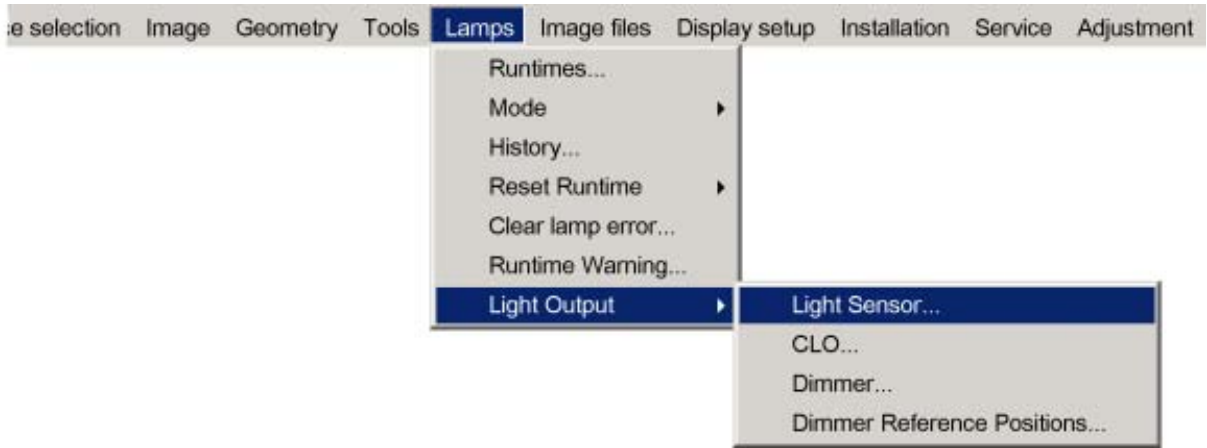 e selection Image Geometry Tools Lamps Image files Display setup Installation Service Adjustment
Runtimes...
Mode
History...
Reset Runtime
Clear lamp error...
Runtime Warning...
Light Output
Light Sensor...
CLO...
Dimmer...
Dimmer Reference Positions...